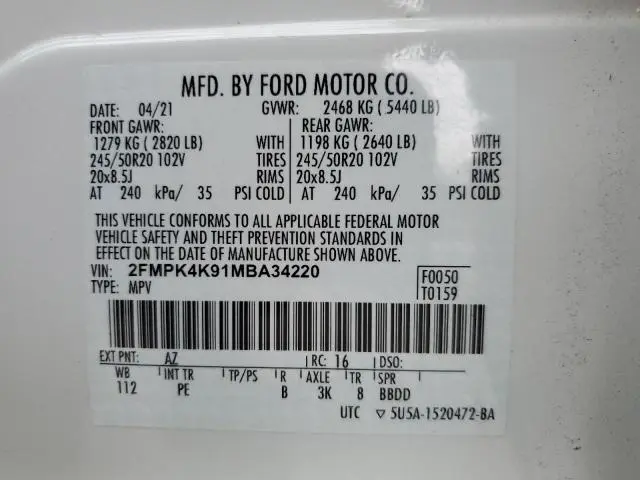 MFD. BY FORD MOTOR CO.
DATE: 04/21 GVWR: 2468 KG ( 5440 LB)
FRONT GAWR: REAR GAWR:
1279 KG ( 2820 LB) WITH 1198 KG ( 2640 LB) WITH
245/50R20 102V TIRES 245/50R20 102V TIRES
20x8.5J RIMS 20x8.5J RIMS
AT 240 kPa/ 35 PSI COLD AT 240 kPa/ 35 PSI COLD
THIS VEHICLE CONFORMS TO ALL APPLICABLE FEDERAL MOTOR
VEHICLE SAFETY AND THEFT PREVENTION STANDARDS IN
EFFECT ON THE DATE OF MANUFACTURE SHOWN ABOVE.
VIN: 2FMPK4K91MBA34220 F0050
TYPE: MPV T0159
EXT PNT: AZ RC: 16 DSO:
WB INT TR TP/PS R AXLE TR SPR
112 PE B 3K 8 BBDD
UTC ▽ 5U5A-1520472-BA